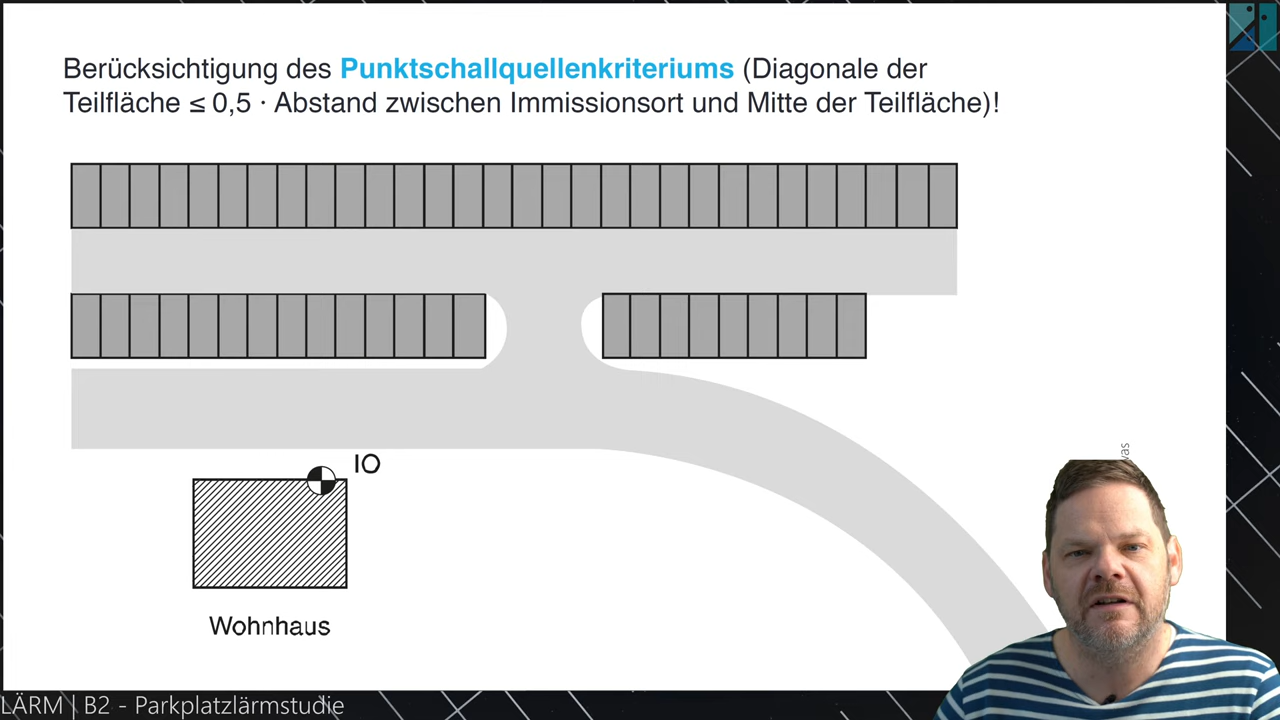 Berücksichtigung des Punktschallquellenkriteriums (Diagonale der
Teilfläche ≤ 0,5 · Abstand zwischen Immissionsort und Mitte der Teilfläche)!
IO
Wohnhaus
LÄRM | B2 - Parkplatzlärmstudie